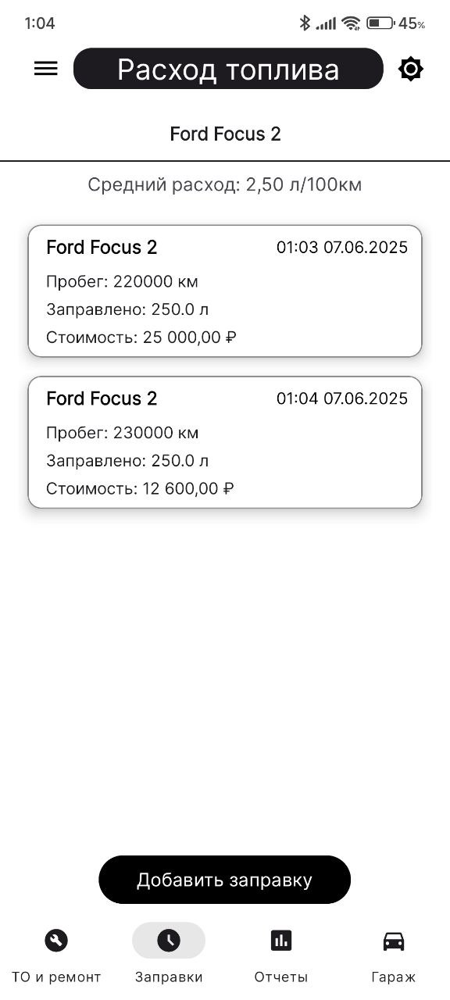 1:04 45%
Расход топлива
Ford Focus 2
Средний расход: 2,50 л/100км
Ford Focus 2 01:03 07.06.2025
Пробег: 220000 км
Заправлено: 250.0 л
Стоимость: 25 000,00 ₽
Ford Focus 2 01:04 07.06.2025
Пробег: 230000 км
Заправлено: 250.0 л
Стоимость: 12 600,00 ₽
Добавить заправку
ТО и ремонт Заправки Отчеты Гараж